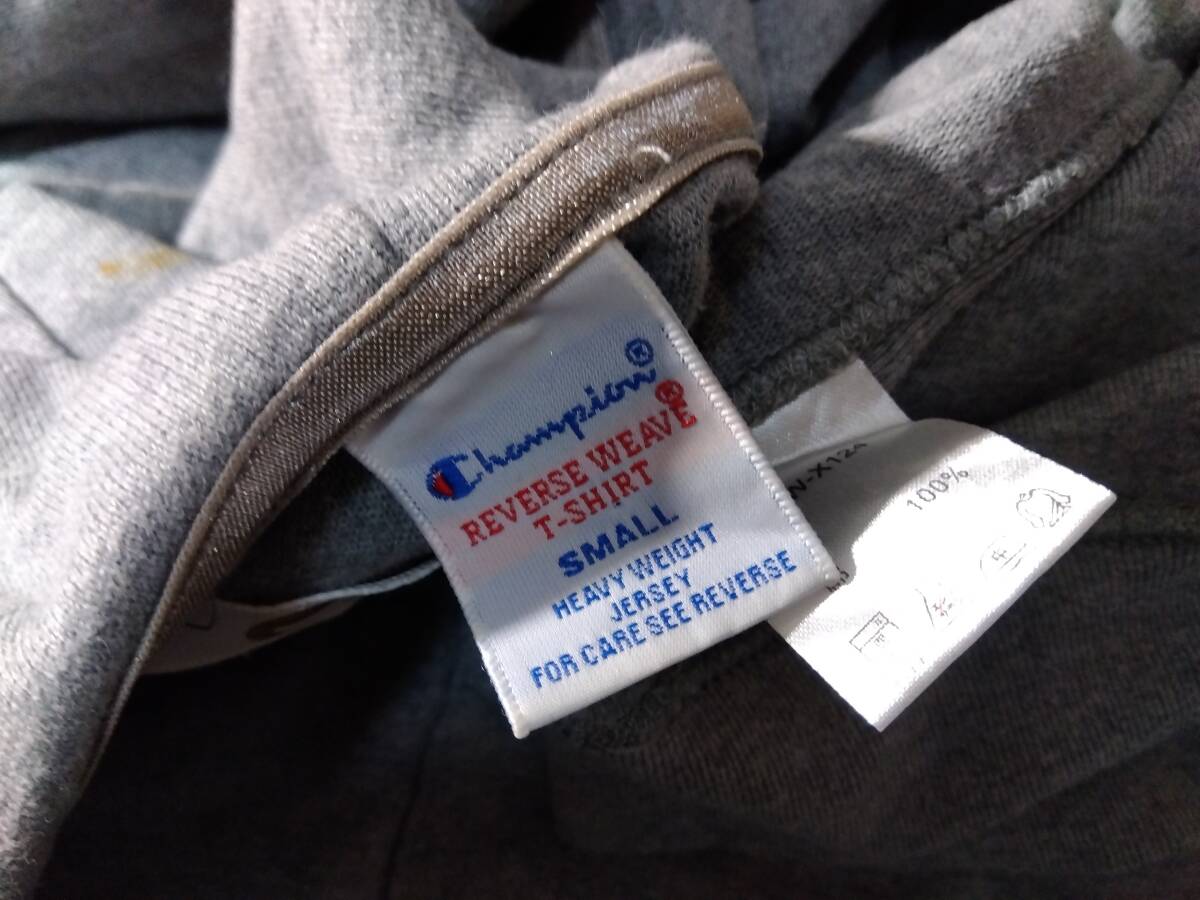 Champion®
REVERSE WEAVE®
T-SHIRT
SMALL
HEAVY WEIGHT
JERSEY
FOR CARE SEE REVERSE
100%